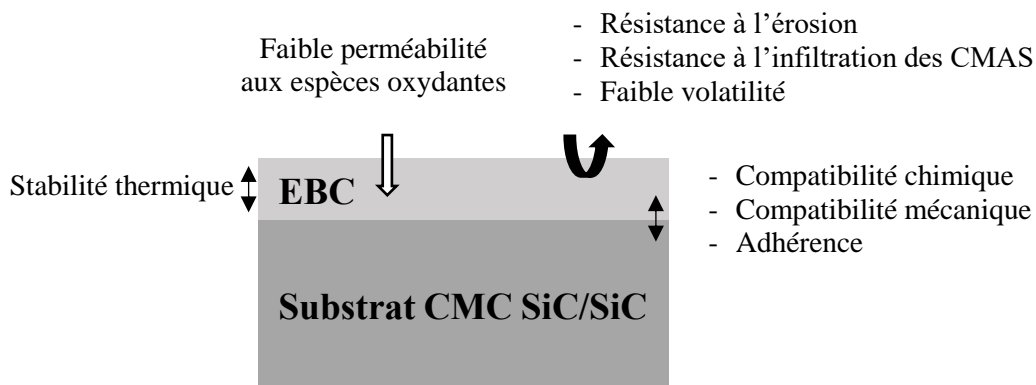 Faible perméabilité
aux espèces oxydantes
- Résistance à l’érosion
- Résistance à l’infiltration des CMAS
- Faible volatilité
Stabilité thermique
EBC
- Compatibilité chimique
- Compatibilité mécanique
- Adhérence
Substrat CMC SiC/SiC